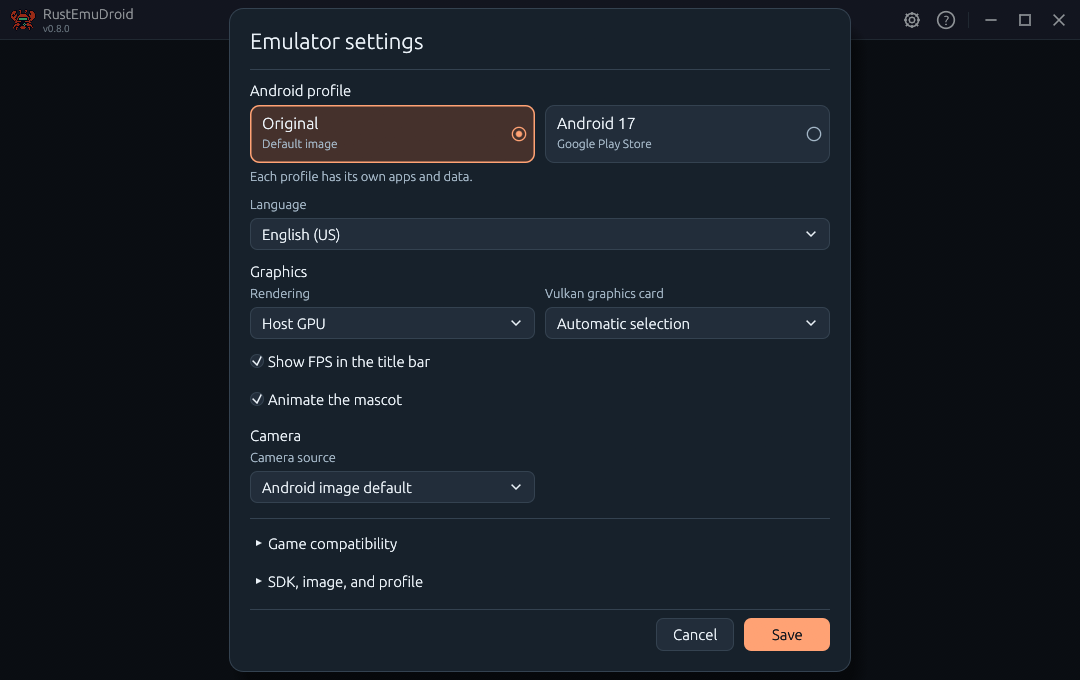 RustEmuDroid
v0.8.0
Emulator settings
Android profile
Original
Default image
Android 17
Google Play Store
Each profile has its own apps and data.
Language
English (US)
Graphics
Rendering
Vulkan graphics card
Host GPU
Automatic selection
Show FPS in the title bar
Animate the mascot
Camera
Camera source
Android image default
Game compatibility
SDK, image, and profile
Cancel
Save